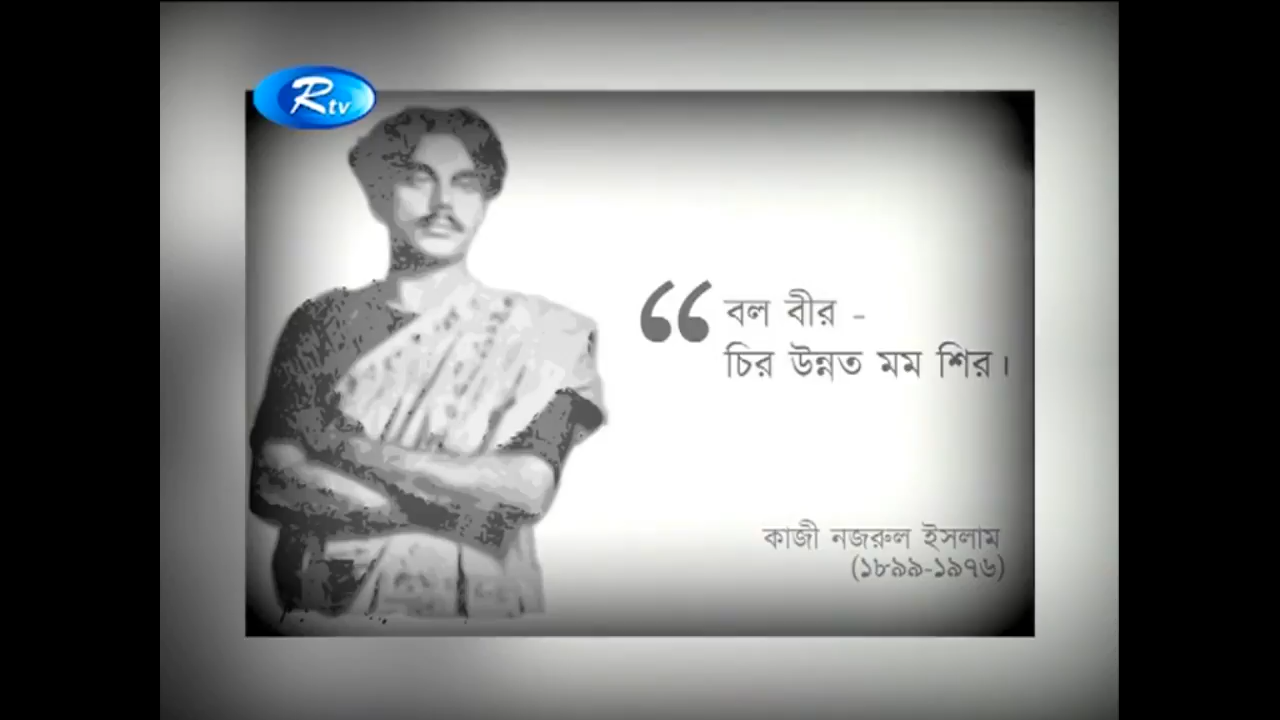 Rtv
“ বল বীর -
চির উন্নত মম শির।
কাজী নজরুল ইসলাম
(১৮৯৯-১৯৭৬)